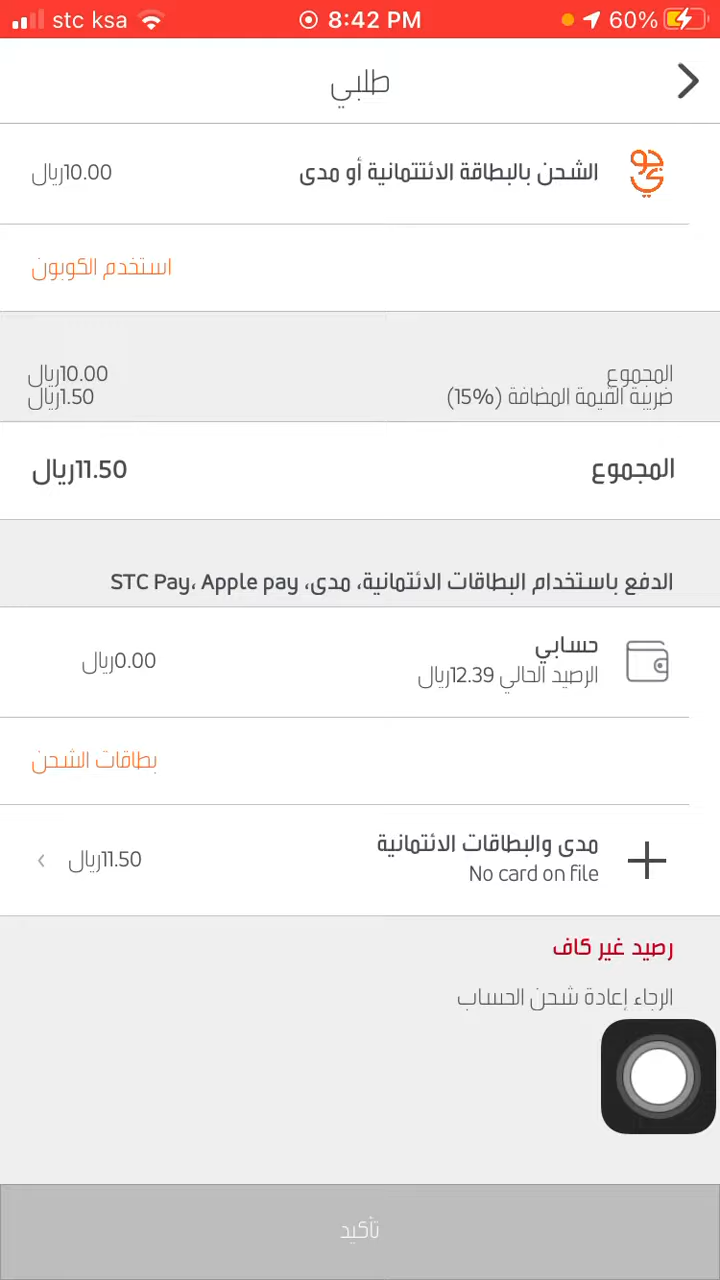 stc ksa 8:42 PM 60%
طلبي
الشحن بالبطاقة الائتتمانية أو مدى 10.00ريال
استخدم الكوبون
المجموع 10.00ريال
ضريبة القيمة المضافة (15%) 1.50ريال
المجموع 11.50ريال
الدفع باستخدام البطاقات الائتمانية، مدى، STC Pay، Apple pay
حسابي
الرصيد الحالي 12.39ريال 0.00ريال
بطاقات الشحن
مدى والبطاقات الائتمانية 11.50ريال
No card on file
رصيد غير كاف
الرجاء إعادة شحن الحساب
تأكيد